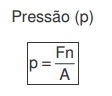 Pressão (p)
p = Fn/A